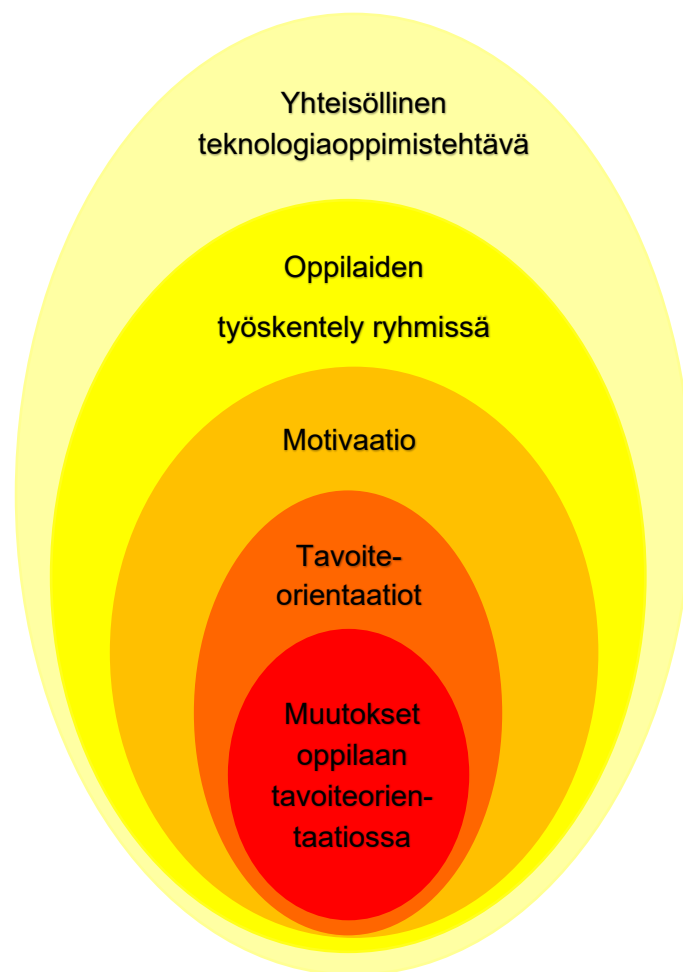 Yhteisöllinen
teknologiaoppimistehtävä
Oppilaiden
työskentely ryhmissä
Motivaatio
Tavoite-
orientaatiot
Muutokset
oppilaan
tavoiteorien-
taatiossa